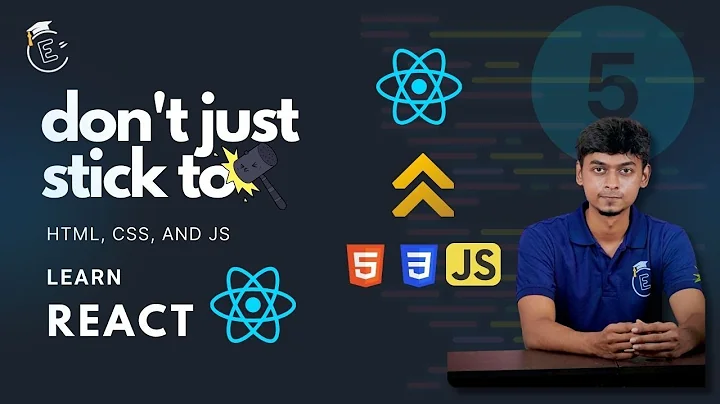 E
don't just
stick to
HTML, CSS, AND JS
LEARN
REACT
5
5
3
JS
E